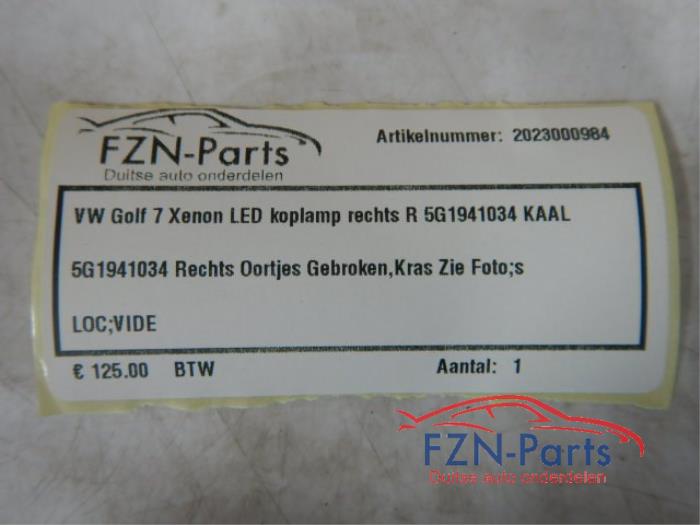 FZN-Parts
Duitse auto onderdelen
Artikelnummer: 2023000984
VW Golf 7 Xenon LED koplamp rechts R 5G1941034 KAAL
5G1941034 Rechts Oortjes Gebroken,Kras Zie Foto;s
LOC;VIDE
€ 125.00 BTW Aantal: 1
FZN-Parts
Duitse auto onderdelen